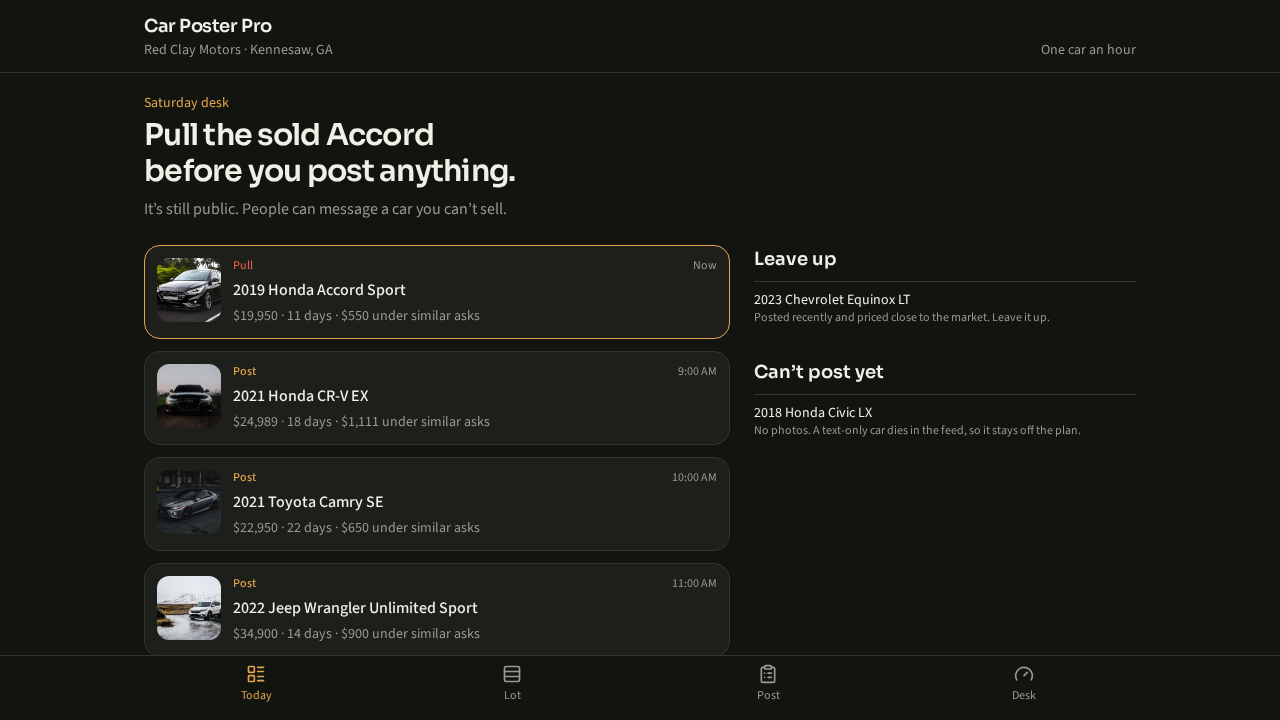 Car Poster Pro
Red Clay Motors · Kennesaw, GA
One car an hour
Saturday desk
Pull the sold Accord
before you post anything.
It’s still public. People can message a car you can’t sell.
Pull
Now
2019 Honda Accord Sport
$19,950 · 11 days · $550 under similar asks
Post
9:00 AM
2021 Honda CR-V EX
$24,989 · 18 days · $1,111 under similar asks
Post
10:00 AM
2021 Toyota Camry SE
$22,950 · 22 days · $650 under similar asks
Post
11:00 AM
2022 Jeep Wrangler Unlimited Sport
$34,900 · 14 days · $900 under similar asks
Leave up
2023 Chevrolet Equinox LT
Posted recently and priced close to the market. Leave it up.
Can’t post yet
2018 Honda Civic LX
No photos. A text-only car dies in the feed, so it stays off the plan.
Today
Lot
Post
Desk